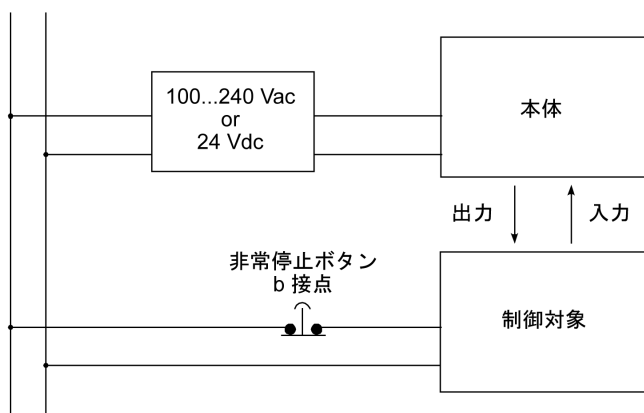 100...240 Vac
or
24 Vdc
本体
出力
入力
非常停止ボタン
b 接点
制御対象